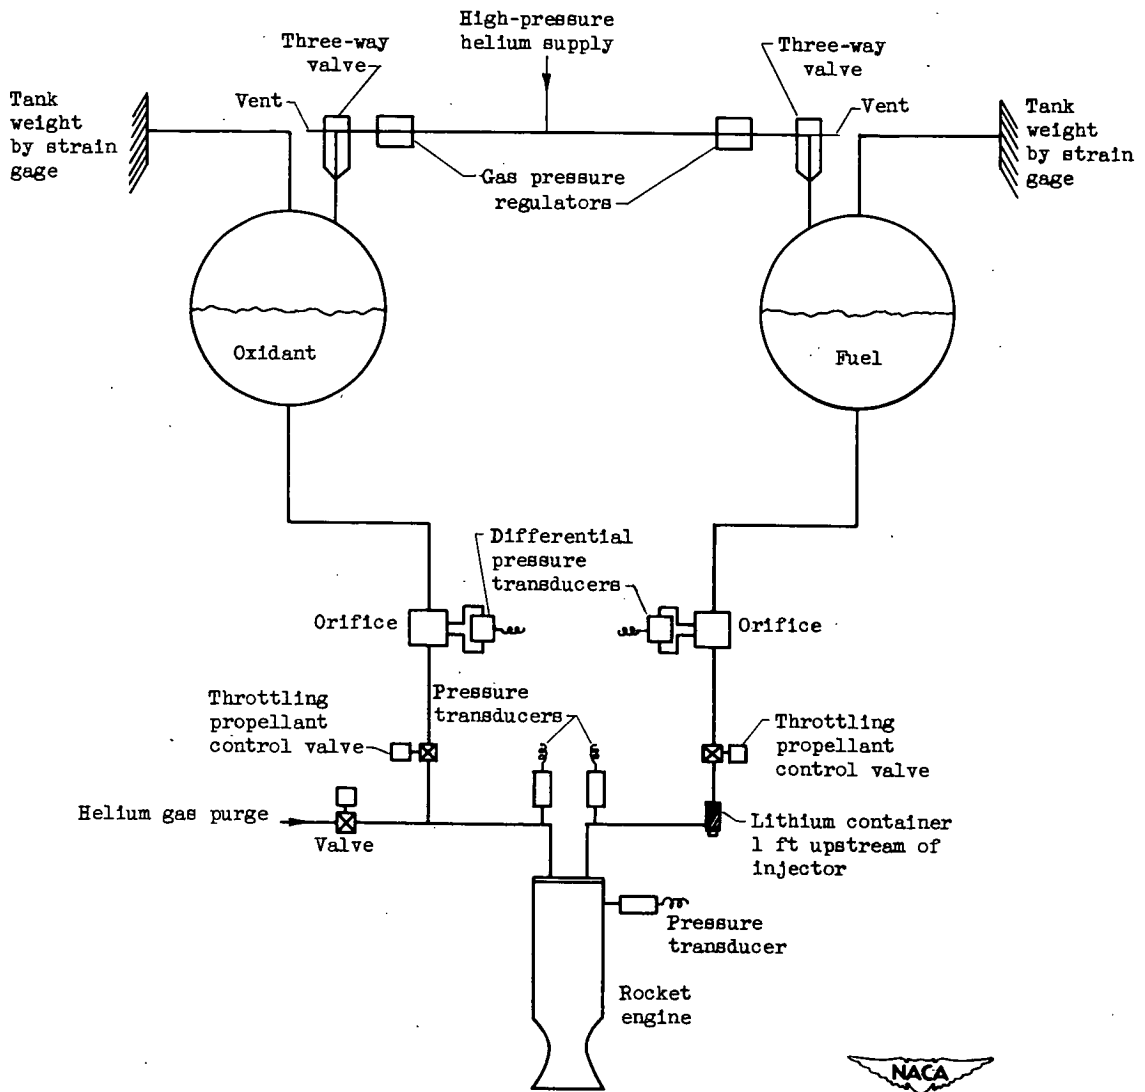 High-pressure
helium supply
Three-way
valve
Three-way
valve
Tank
weight
by strain
gage
Vent
Vent
Tank
weight
by strain
gage
Gas pressure
regulators
Oxidant
Fuel
Differential
pressure
transducers
Orifice
Orifice
Throttling
propellant
control valve
Pressure
transducers
Throttling
propellant
control valve
Helium gas purge
Valve
Lithium container
1 ft upstream of
injector
Pressure
transducer
Rocket
engine
NACA